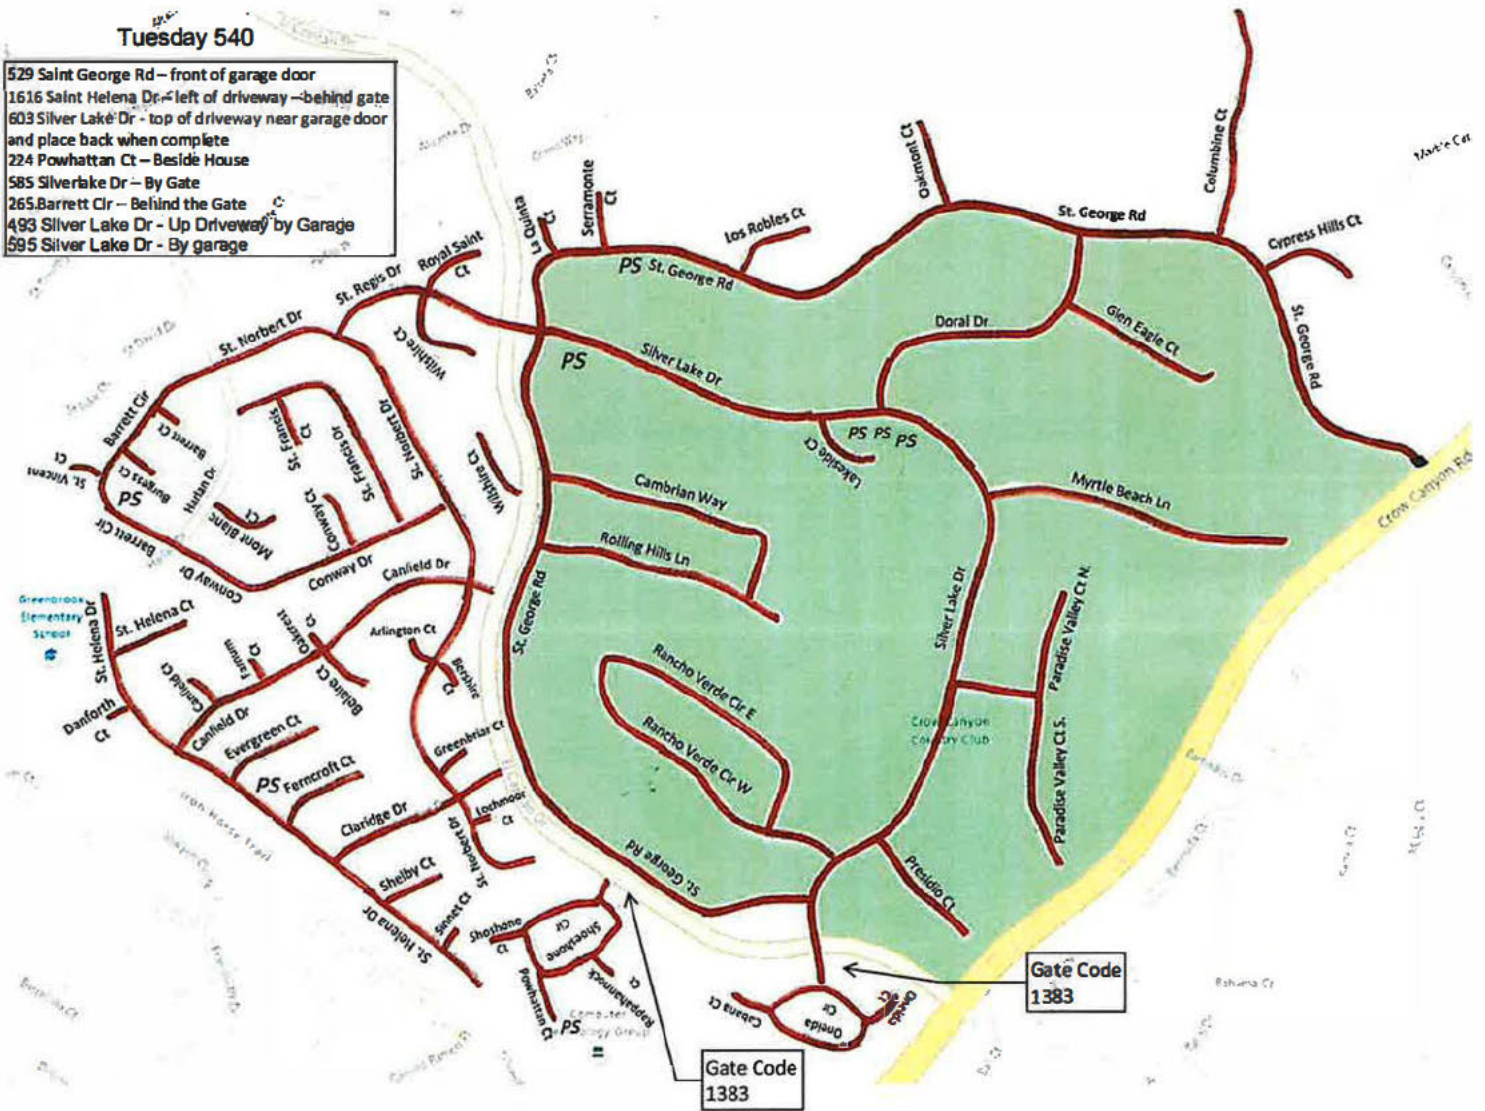 Tuesday 540
529 Saint George Rd – front of garage door
1616 Saint Helena Dr – left of driveway – behind gate
603 Silver Lake Dr - top of driveway near garage door
and place back when complete
224 Powhattan Ct – Beside House
585 Silverlake Dr – By Gate
265 Barrett Cir – Behind the Gate
493 Silver Lake Dr - Up Driveway by Garage
595 Silver Lake Dr - By garage
La Quinta
Ct
Serramonte
Ct
Los Robles Ct
Oakmont Ct
St. George Rd
Columbine Ct
Cypress Hills Ct
PS St. George Rd
St. George Rd
Royal Saint
Ct
St. Regis Dr
St. Norbert Dr
Wilshire Ct
PS
Silver Lake Dr
Doral Dr
Glen Eagle Ct
Barrett Cir
Barrett Ct
St. Francis
Ct
St. Francis Dr
St. Norbert Dr
Wilshire Ct
Lakeside Ct
PS PS PS
St. Vincent
Ct
Burgess Ct
PS
Harlan Dr
Mont Blanc
Conway Ct
Barrett Cir
Conway Dr
Conway Dr
Canfield Dr
Cambrian Way
Rolling Hills Ln
Myrtle Beach Ln
Crow Canyon Rd
Greenbrook
Elementary
School
St. Helena Dr
St. Helena Ct
Farnum
Ct
Oakcrest
Ct
Arlington Ct
Berkshire
Ct
St. George Rd
Silver Lake Dr
Paradise Valley Ct N.
Canfield Ct
Belaire Ct
Danforth
Ct
Canfield Dr
Evergreen Ct
Rancho Verde Cir E
Rancho Verde Cir W
Crow Canyon
Country Club
Paradise Valley Ct S.
Greenbriar Ct
PS Ferncroft Ct
Iron Horse Trail
Claridge Dr
Lochmoor
Ct
St. Norbert Dr
St. George Rd
Presidio Ct
Shelby Ct
Sinnet Ct
St. Helena Dr
Shoshone
Ct
Shoeshone
Cir
Powhattan
Ct
Rappahannock
Ct
PS
Computer
Group
Cabana Ct
Oneida
Cir
Oneida
Ct
Gate Code
1383
Gate Code
1383
Bahama Ct